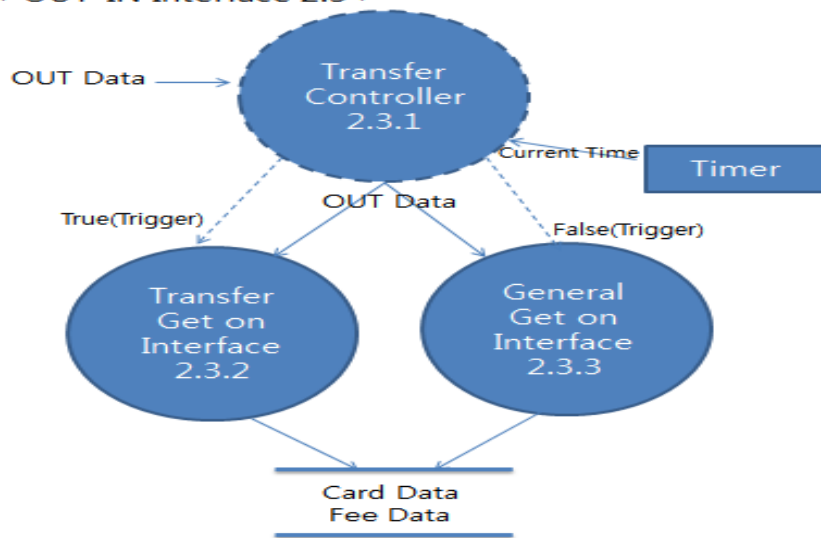 OUT Data
Transfer
Controller
2.3.1
Current Time
Timer
True(Trigger)
OUT Data
False(Trigger)
Transfer
Get on
Interface
2.3.2
General
Get on
Interface
2.3.3
Card Data
Fee Data